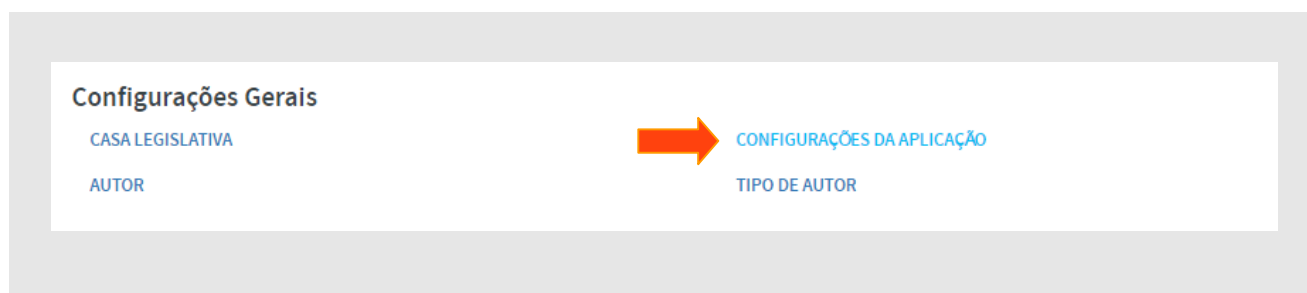 Configurações Gerais
CASA LEGISLATIVA
CONFIGURAÇÕES DA APLICAÇÃO
AUTOR
TIPO DE AUTOR